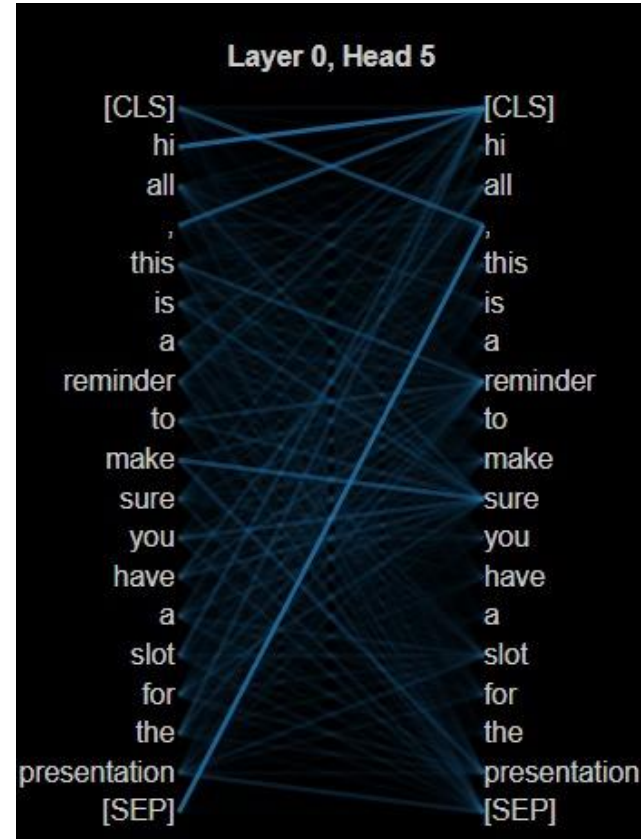 Layer 0, Head 5
[CLS] [CLS]
hi hi
all all
, ,
this this
is is
a a
reminder reminder
to to
make make
sure sure
you you
have have
a a
slot slot
for for
the the
presentation presentation
[SEP] [SEP]